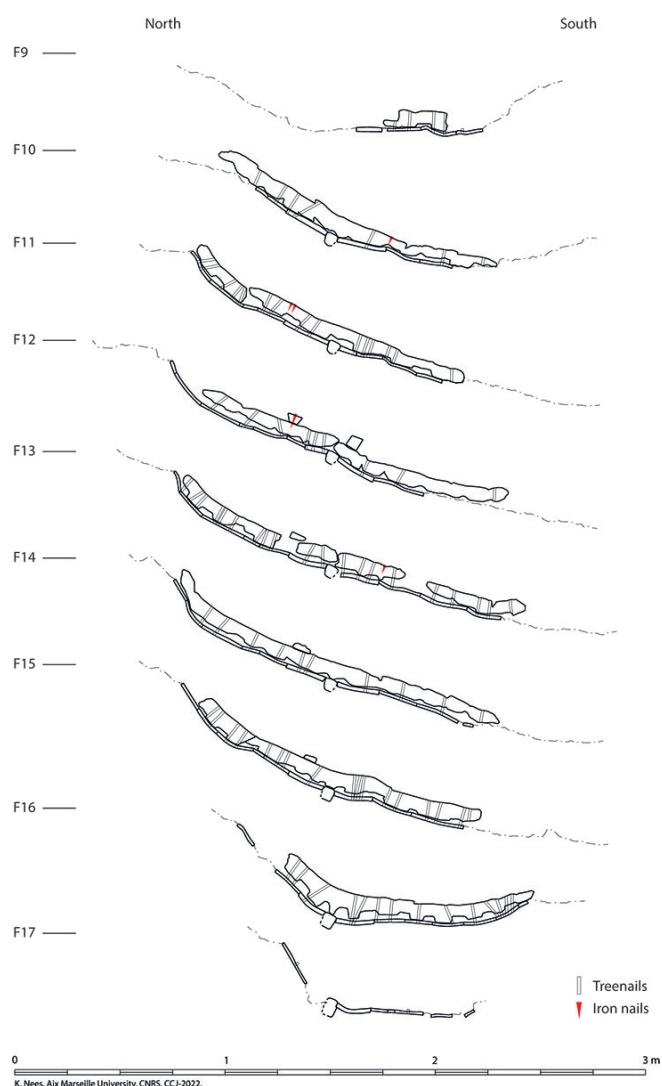 North South
F9
F10
F11
F12
F13
F14
F15
F16
F17
Treenails
Iron nails
0 1 2 3 m
K. Nees, Aix Marseille University, CNRS, CCJ-2022.